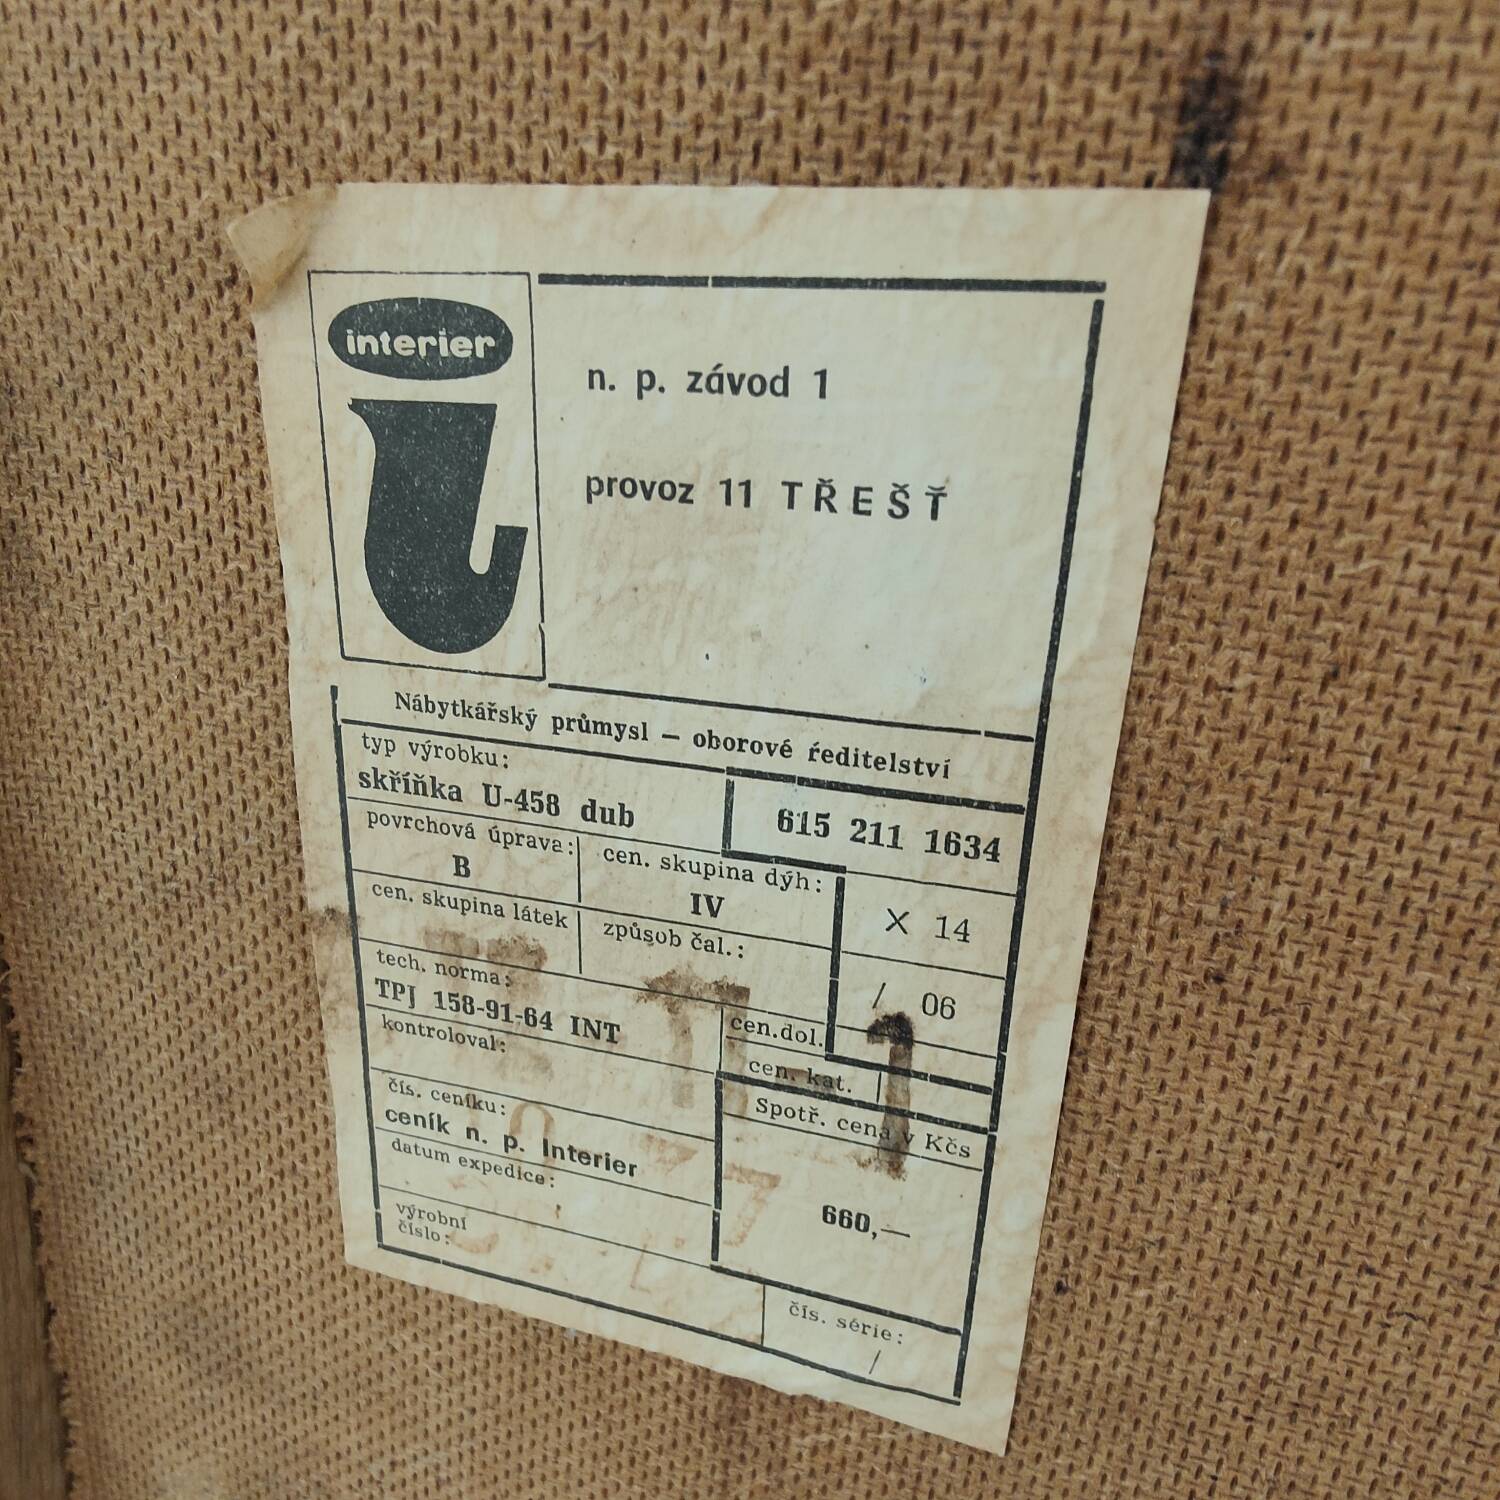 interier
n. p. závod 1
provoz 11 TŘEŠŤ
Nábytkářský průmysl — oborové ředitelství
typ výrobku:
skříňka U-458 dub
615 211 1634
povrchová úprava:
B
cen. skupina dýh:
IV
X 14
cen. skupina látek
způsob čal.:
/ 06
tech. norma:
TPJ 158-91-64 INT
cen.dol.
kontroloval:
cen. kat.
Spotř. cena v Kčs
660,—
čís. ceníku:
ceník n. p. Interier
datum expedice:
výrobní
číslo:
čís. série:
/